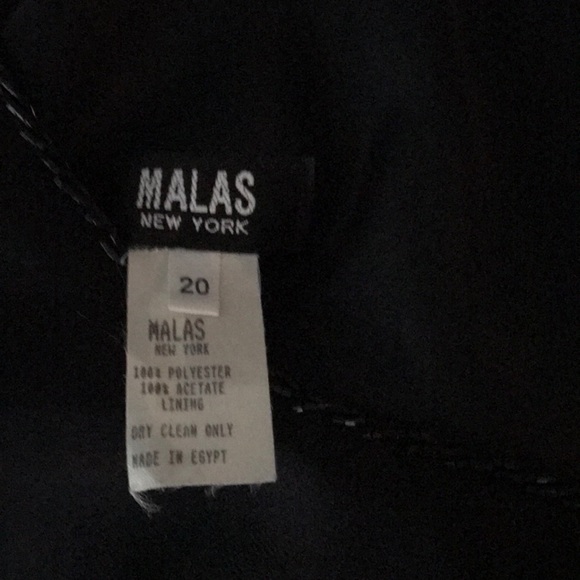 MALAS
NEW YORK
20
MALAS
NEW YORK
100% POLYESTER
100% ACETATE
LINING
DRY CLEAN ONLY
MADE IN EGYPT